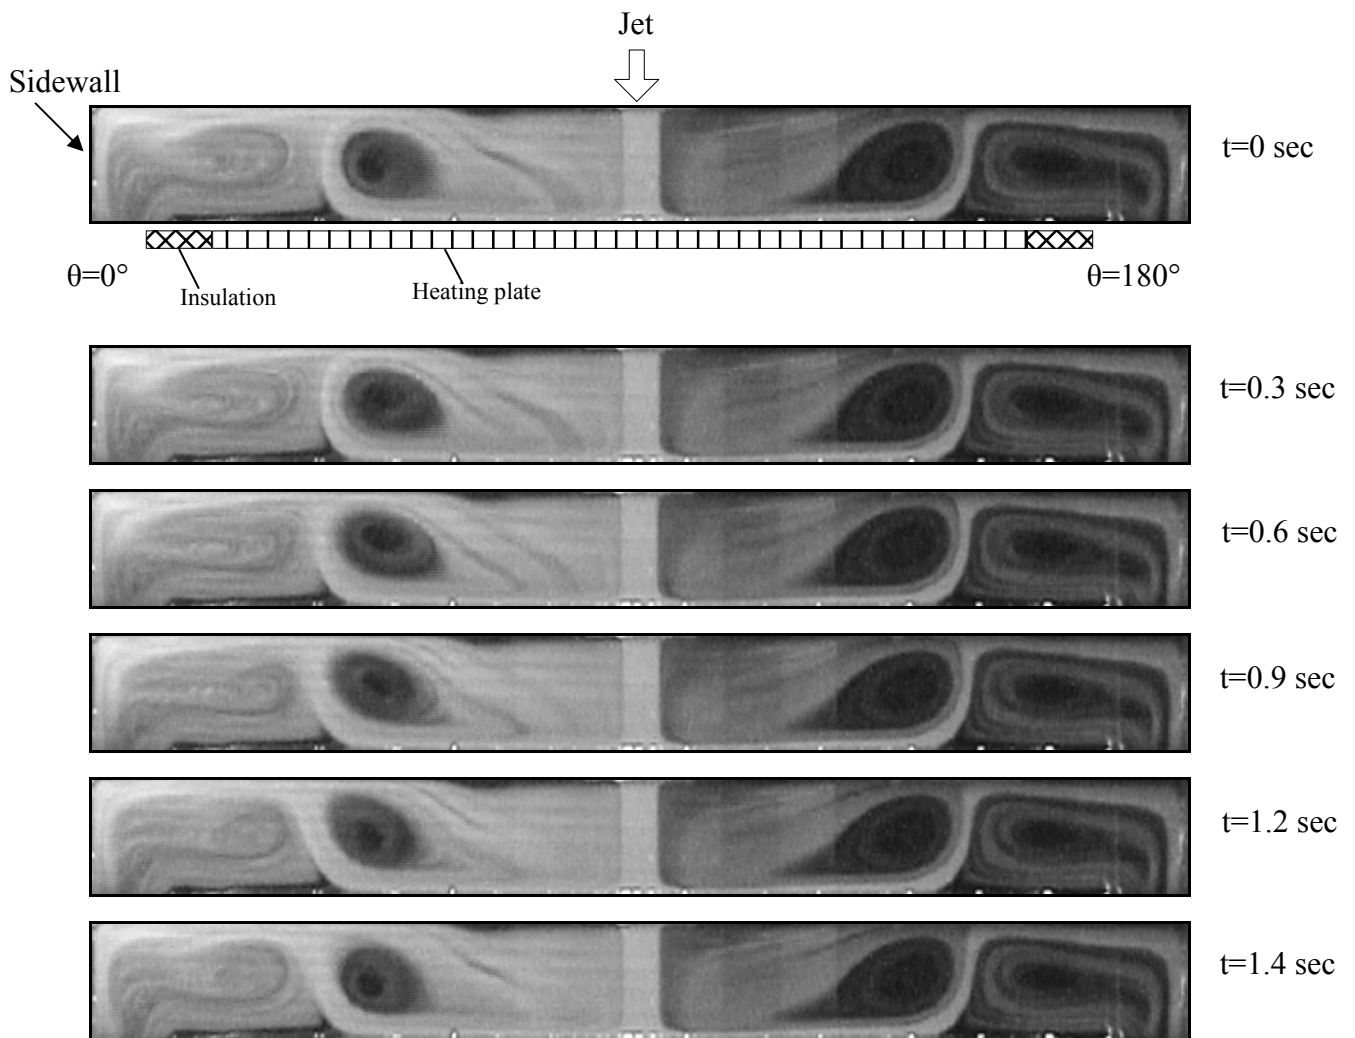 Jet
Sidewall
t=0 sec
θ=0°
θ=180°
Insulation
Heating plate
t=0.3 sec
t=0.6 sec
t=0.9 sec
t=1.2 sec
t=1.4 sec